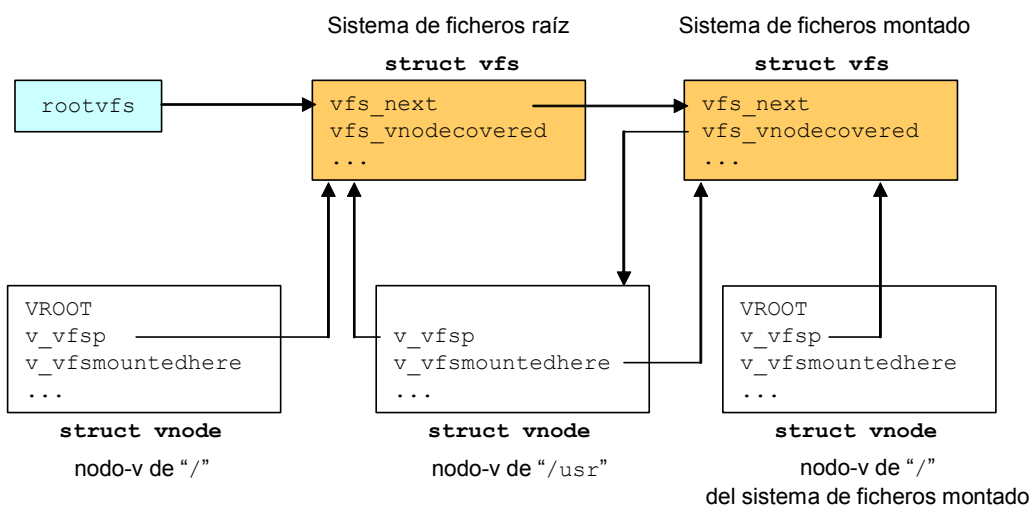 Sistema de ficheros raíz
Sistema de ficheros montado
struct vfs
struct vfs
rootvfs
vfs_next
vfs_vnodecovered
...
vfs_next
vfs_vnodecovered
...
VROOT
v_vfsp
v_vfsmountedhere
...
v_vfsp
v_vfsmountedhere
...
VROOT
v_vfsp
v_vfsmountedhere
...
struct vnode
struct vnode
struct vnode
nodo-v de “/”
nodo-v de “/usr”
nodo-v de “/”
del sistema de ficheros montado